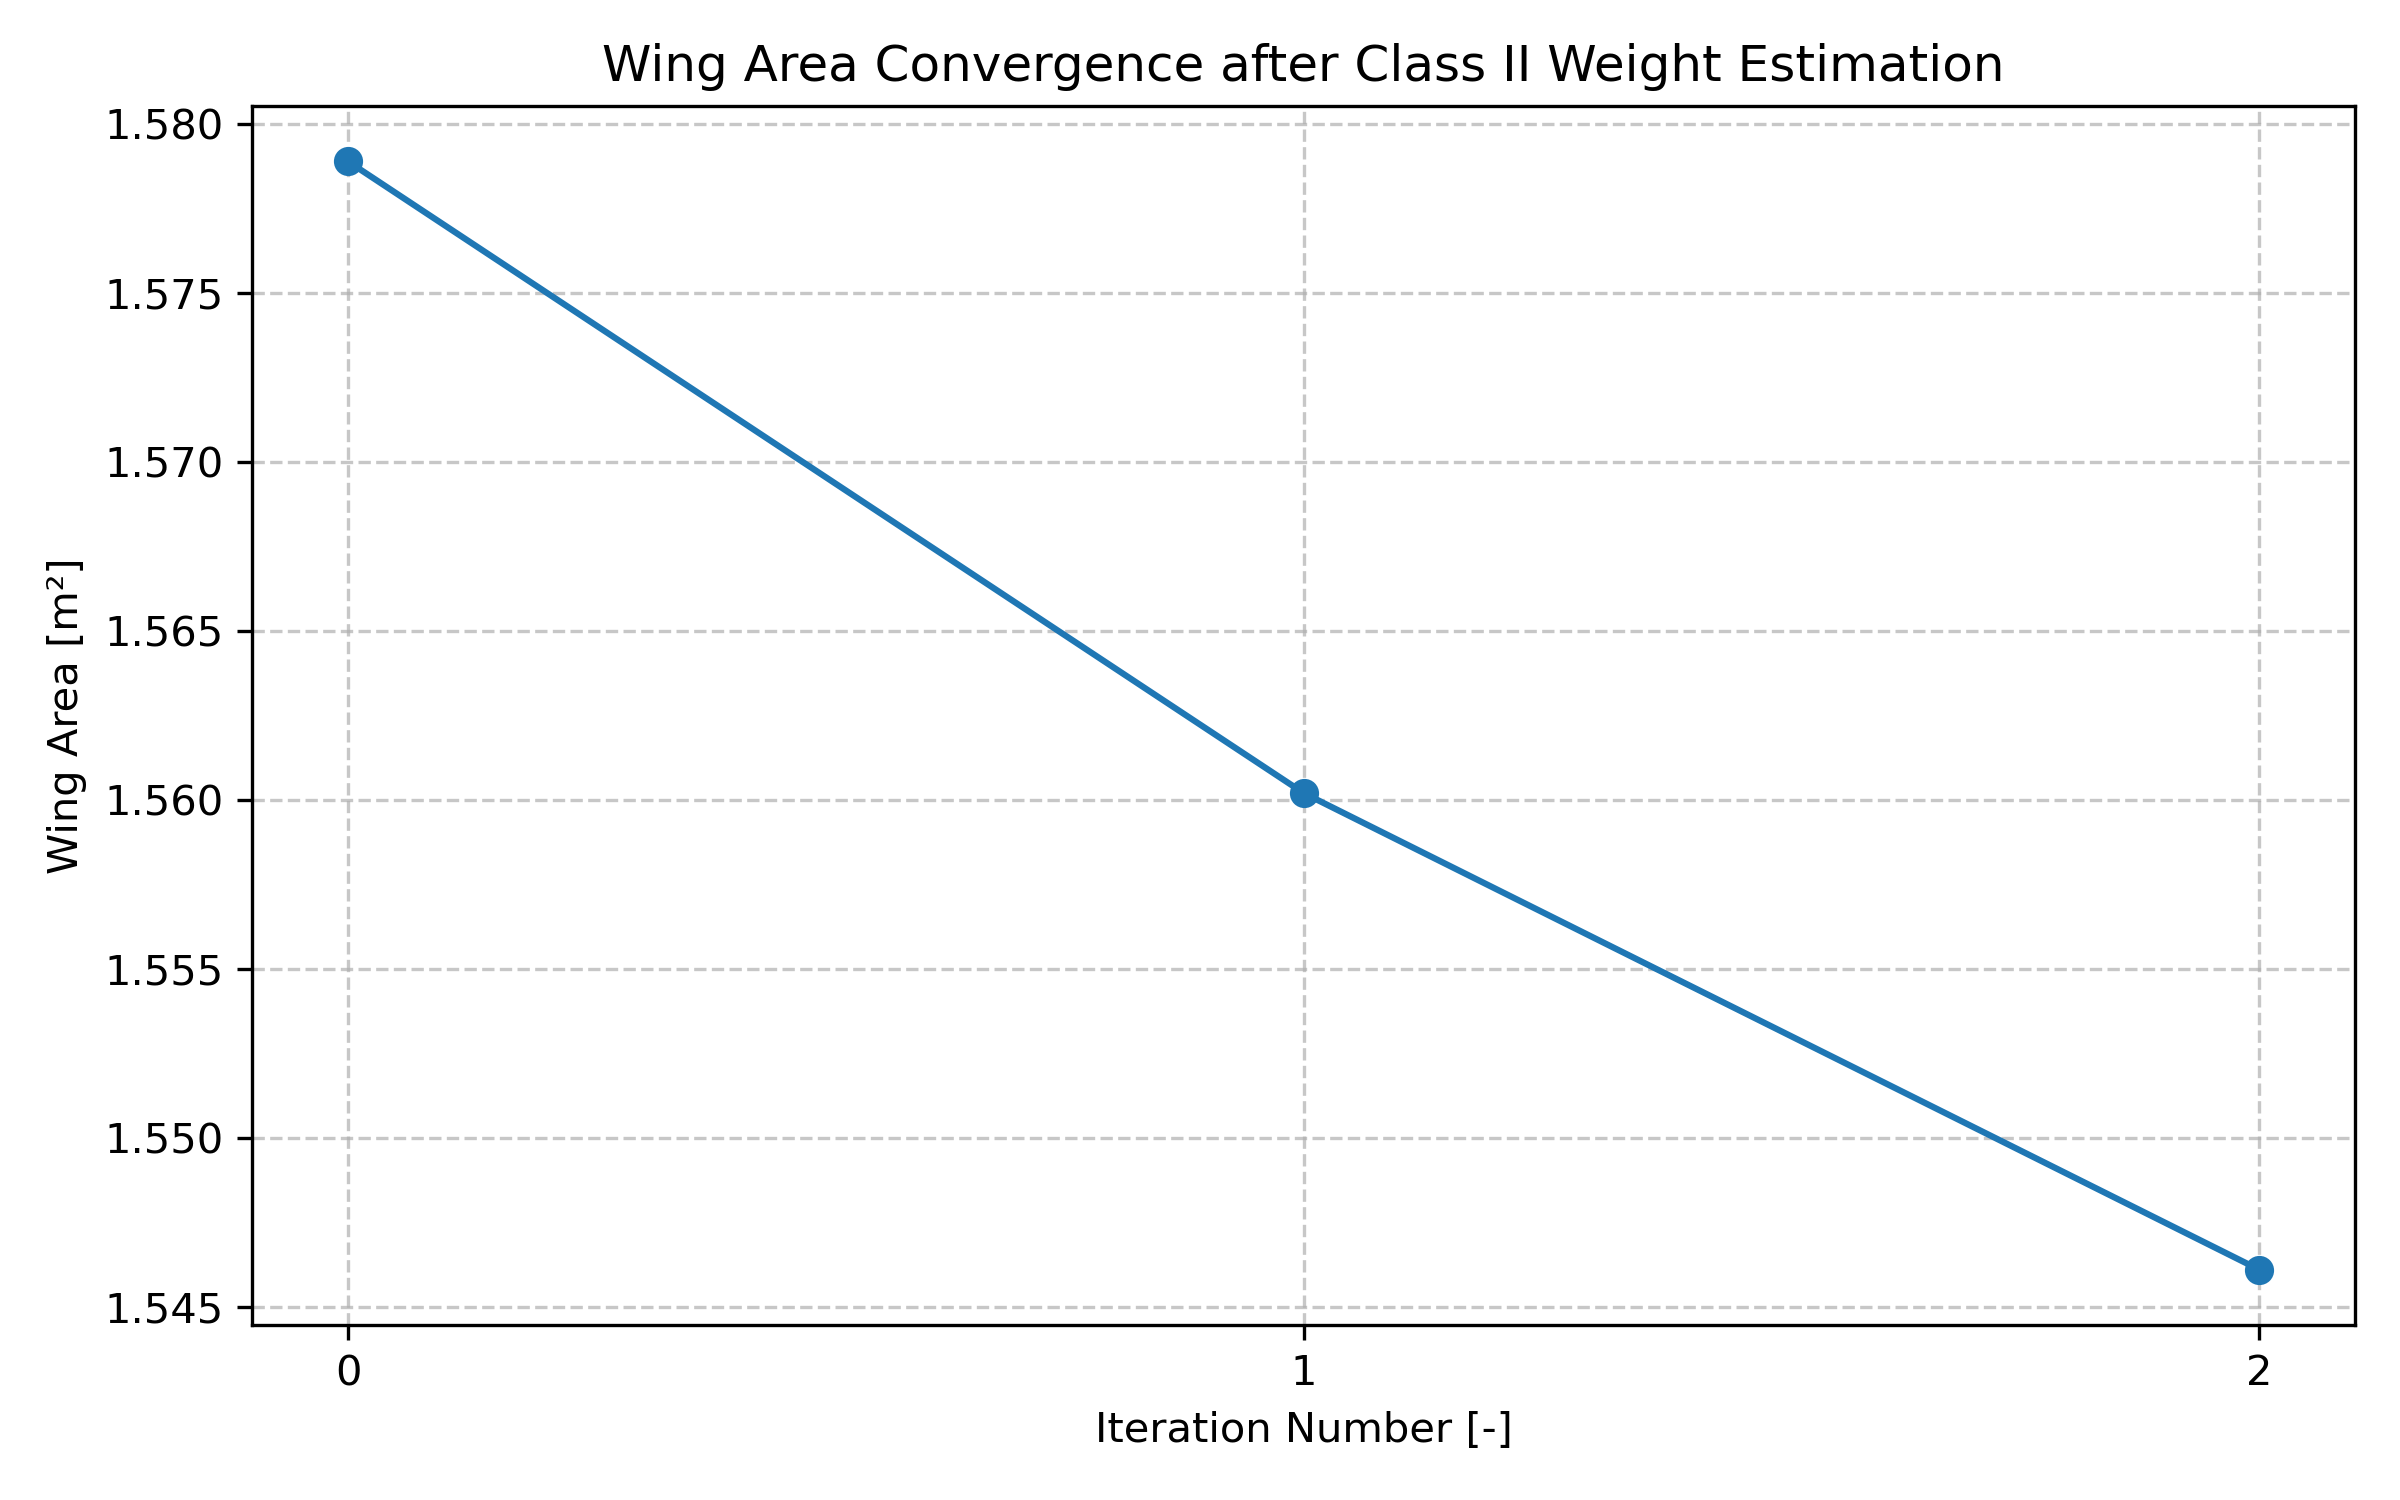 Wing Area Convergence after Class II Weight Estimation
1.580
1.575
1.570
1.565
1.560
1.555
1.550
1.545
Wing Area [m²]
0 1 2
Iteration Number [-]